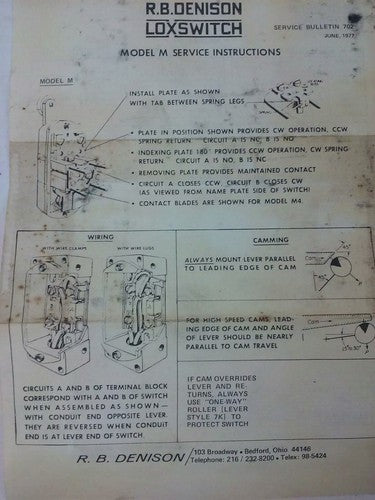 R.B. DENISON
LOXSWITCH
SERVICE BULLETIN 702
JUNE, 1977
MODEL M SERVICE INSTRUCTIONS
MODEL M
INSTALL PLATE AS SHOWN
WITH TAB BETWEEN SPRING LEGS
• PLATE IN POSITION SHOWN PROVIDES CW OPERATION, CCW
SPRING RETURN. CIRCUIT A IS NO, B IS NC
• INDEXING PLATE 180° PROVIDES CCW OPERATION, CW SPRING
RETURN. CIRCUIT A IS NO, B IS NC
• REMOVING PLATE PROVIDES MAINTAINED CONTACT
• CIRCUIT A CLOSES CCW, CIRCUIT B CLOSES CW
(AS VIEWED FROM NAME PLATE SIDE OF SWITCH)
• CONTACT BLADES ARE SHOWN FOR MODEL M4.
WIRING
WITH WIRE CLAMPS
WITH WIRE LUGS
CIRCUITS A AND B OF TERMINAL BLOCK
CORRESPOND WITH A AND B OF SWITCH
WHEN ASSEMBLED AS SHOWN —
WITH CONDUIT END OPPOSITE LEVER.
THEY ARE REVERSED WHEN CONDUIT
END IS AT LEVER END OF SWITCH
CAMMING
ALWAYS MOUNT LEVER PARALLEL
TO LEADING EDGE OF CAM
45°
Cam
FOR HIGH SPEED CAMS, LEAD-
ING EDGE OF CAM AND ANGLE
OF LEVER SHOULD BE NEARLY
PARALLEL TO CAM TRAVEL
Cam
15°-30°
IF CAM OVERRIDES
LEVER AND RE-
TURNS, ALWAYS
USE "ONE-WAY"
ROLLER [LEVER
STYLE 7K] TO
PROTECT SWITCH
R. B. DENISON
103 Broadway • Bedford, Ohio 44146
Telephone: 216 / 232-8200 • Telex: 98-5424